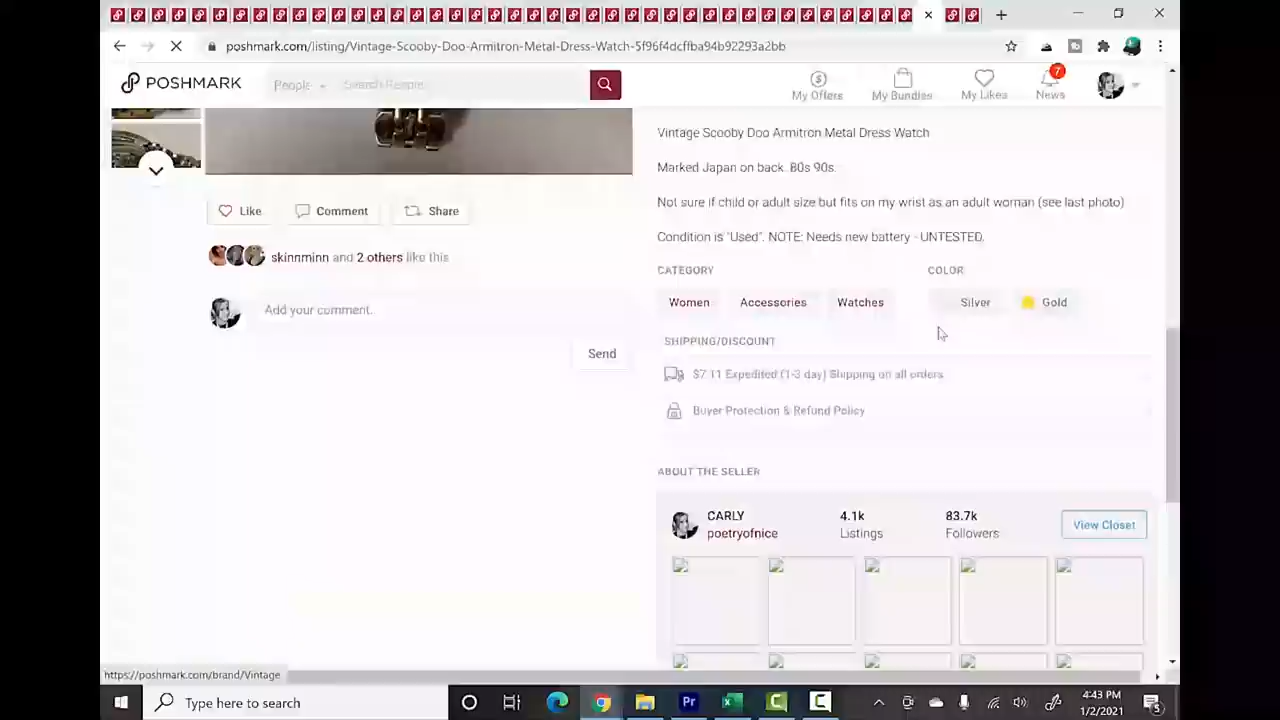 poshmark.com/listing/Vintage-Scooby-Doo-Armitron-Metal-Dress-Watch-5f96f4dcffba94b92293a2bb
POSHMARK
People
Search People
My Offers
My Bundles
My Likes
7
News
Vintage Scooby Doo Armitron Metal Dress Watch
Marked Japan on back. 80s 90s.
Not sure if child or adult size but fits on my wrist as an adult woman (see last photo)
Condition is "Used". NOTE: Needs new battery - UNTESTED.
Like
Comment
Share
skinnminn and 2 others like this
Add your comment.
Send
CATEGORY
COLOR
Women
Accessories
Watches
Silver
Gold
SHIPPING/DISCOUNT
$7.11 Expedited (1-3 day) Shipping on all orders
Buyer Protection & Refund Policy
ABOUT THE SELLER
CARLY
poetryofnice
4.1k
Listings
83.7k
Followers
View Closet
https://poshmark.com/brand/Vintage
Type here to search
Pr
4:43 PM
1/2/2021
5